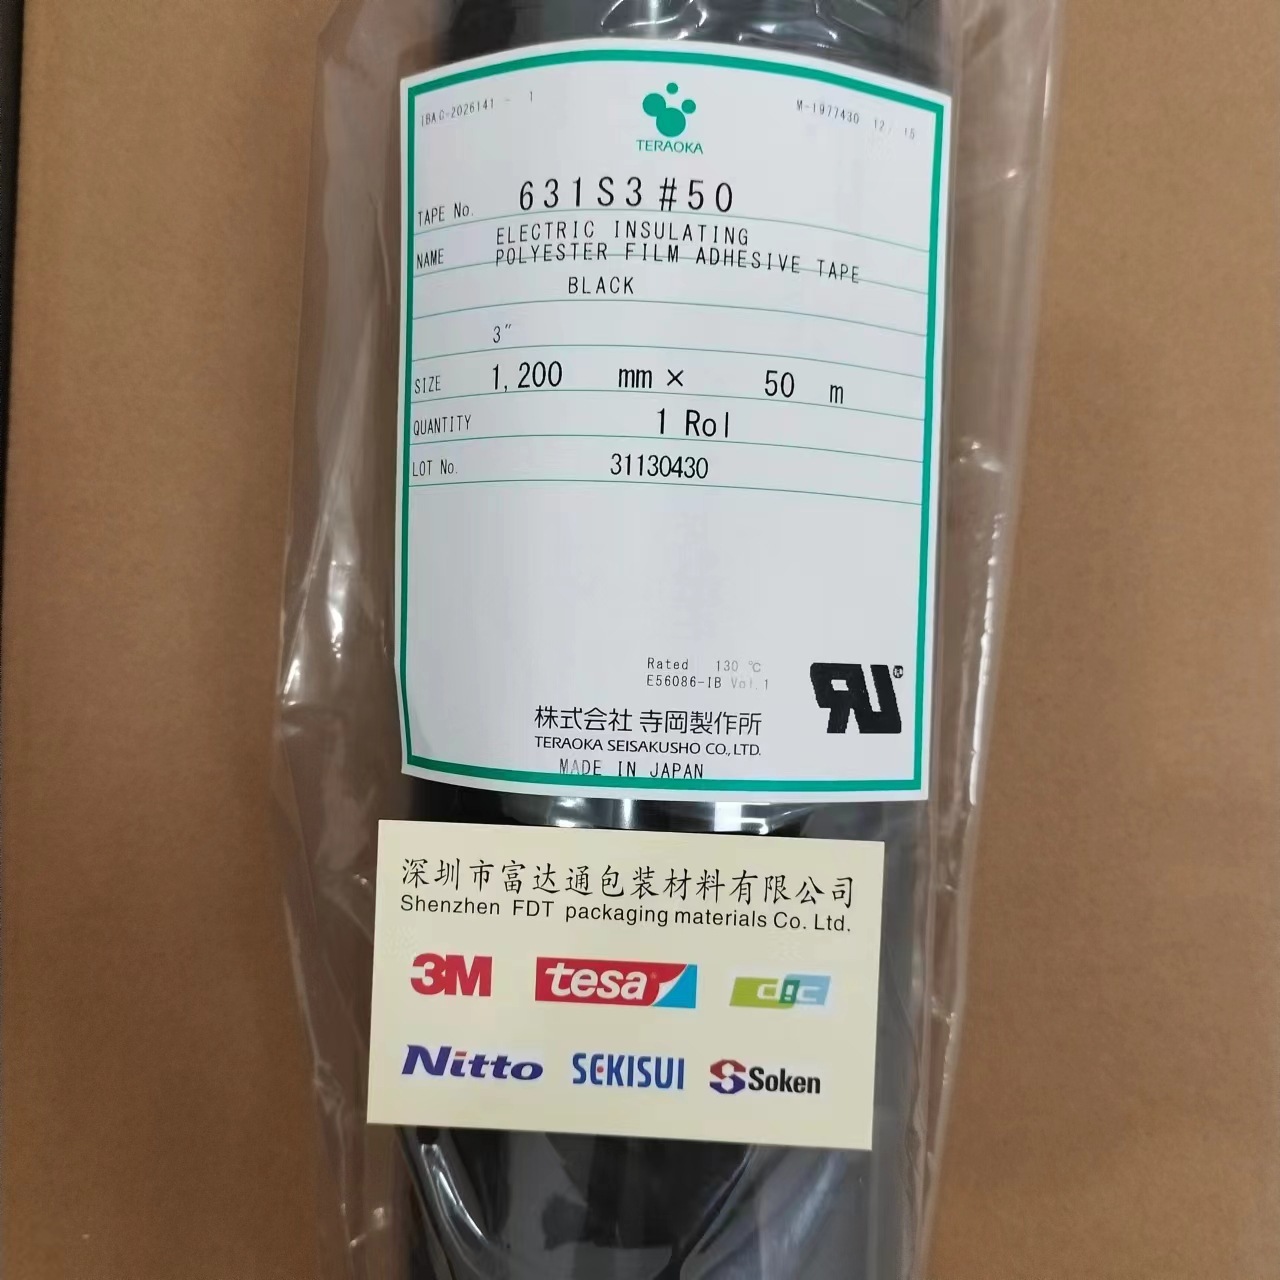 IBA.C-2026141 - 1
M-1977430 12/ 15
TERAOKA
TAPE No. 631S3#50
NAME ELECTRIC INSULATING
POLYESTER FILM ADHESIVE TAPE
BLACK
3″
SIZE 1,200 mm × 50 m
QUANTITY 1 Rol
LOT No. 31130430
Rated 130 ℃
E56086-IB Vol.1
RU®
株式会社 寺岡製作所
TERAOKA SEISAKUSHO CO., LTD.
MADE IN JAPAN
深圳市富达通包装材料有限公司
Shenzhen FDT packaging materials Co. Ltd.
3M tesa dic
Nitto SEKISUI Soken